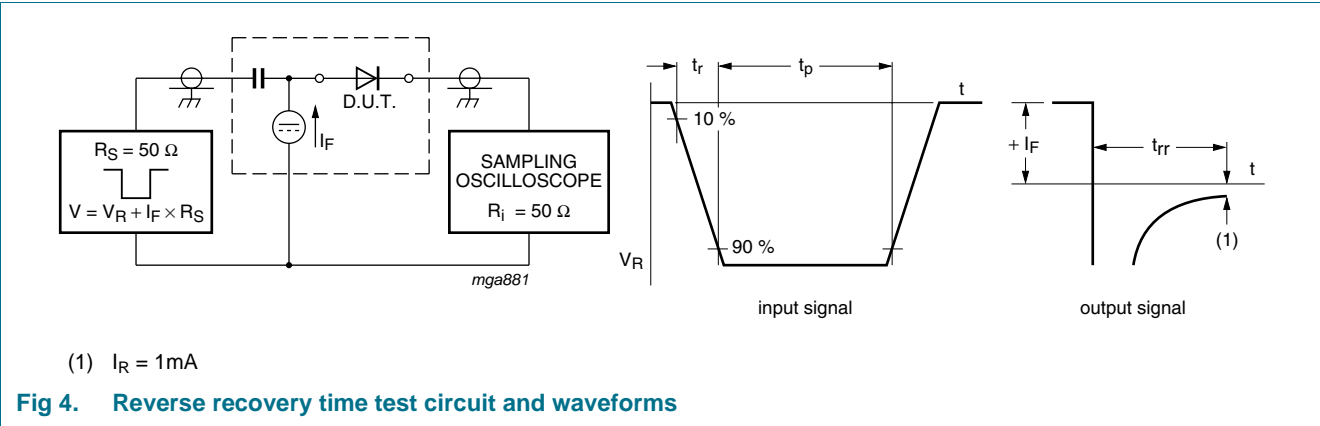 R_S = 50 Ω
V = V_R + I_F × R_S
D.U.T.
I_F
SAMPLING
OSCILLOSCOPE
R_i = 50 Ω
mga881
t_r
t_p
t
10 %
90 %
V_R
input signal
+ I_F
t_rr
t
(1)
output signal
(1) I_R = 1mA
Fig 4. Reverse recovery time test circuit and waveforms